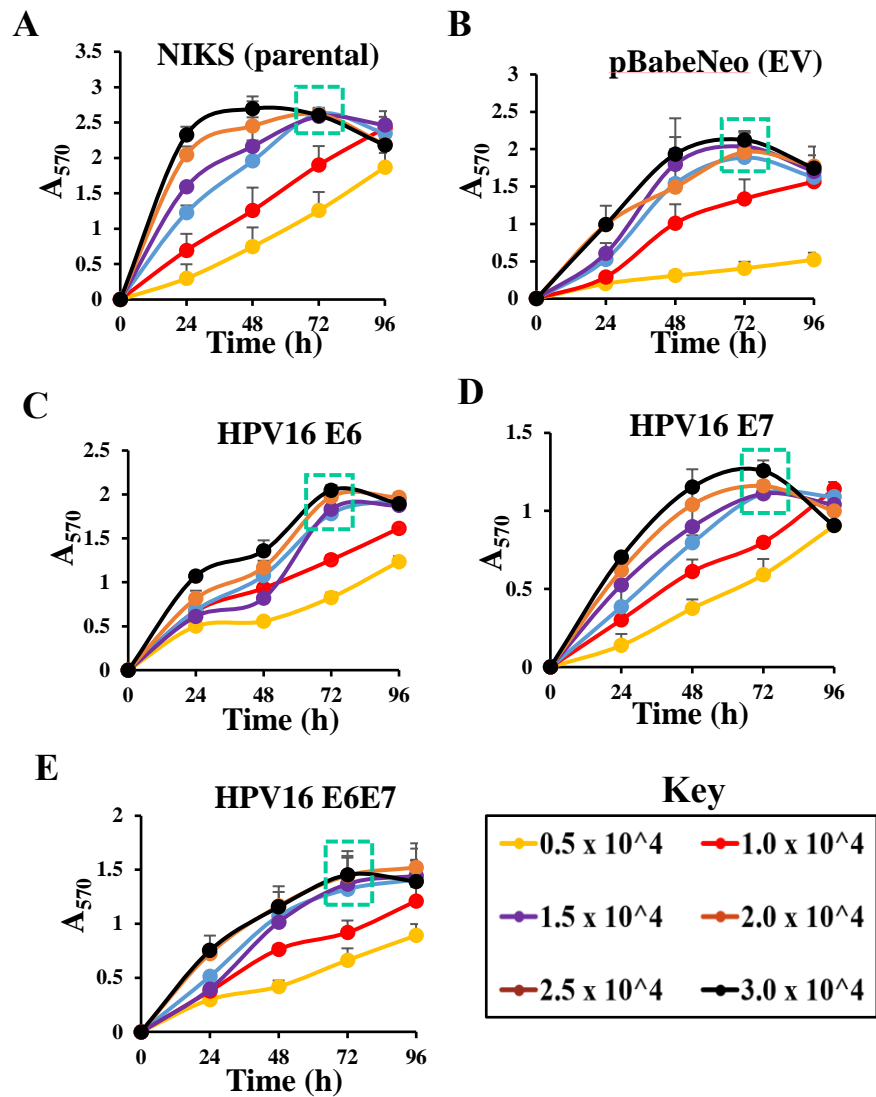 A
NIKS (parental)
3.5
3
2.5
2
1.5
1
0.5
0
A570
0
24
48
72
96
Time (h)
B
pBabeNeo (EV)
3
2.5
2
1.5
1
0.5
0
A570
0
24
48
72
96
Time (h)
C
HPV16 E6
2.5
2
1.5
1
0.5
0
A570
0
24
48
72
96
Time (h)
D
HPV16 E7
1.5
1
0.5
0
A570
0
24
48
72
96
Time (h)
E
HPV16 E6E7
2
1.5
1
0.5
0
A570
0
24
48
72
96
Time (h)
Key
0.5 x 10^4
1.0 x 10^4
1.5 x 10^4
2.0 x 10^4
2.5 x 10^4
3.0 x 10^4